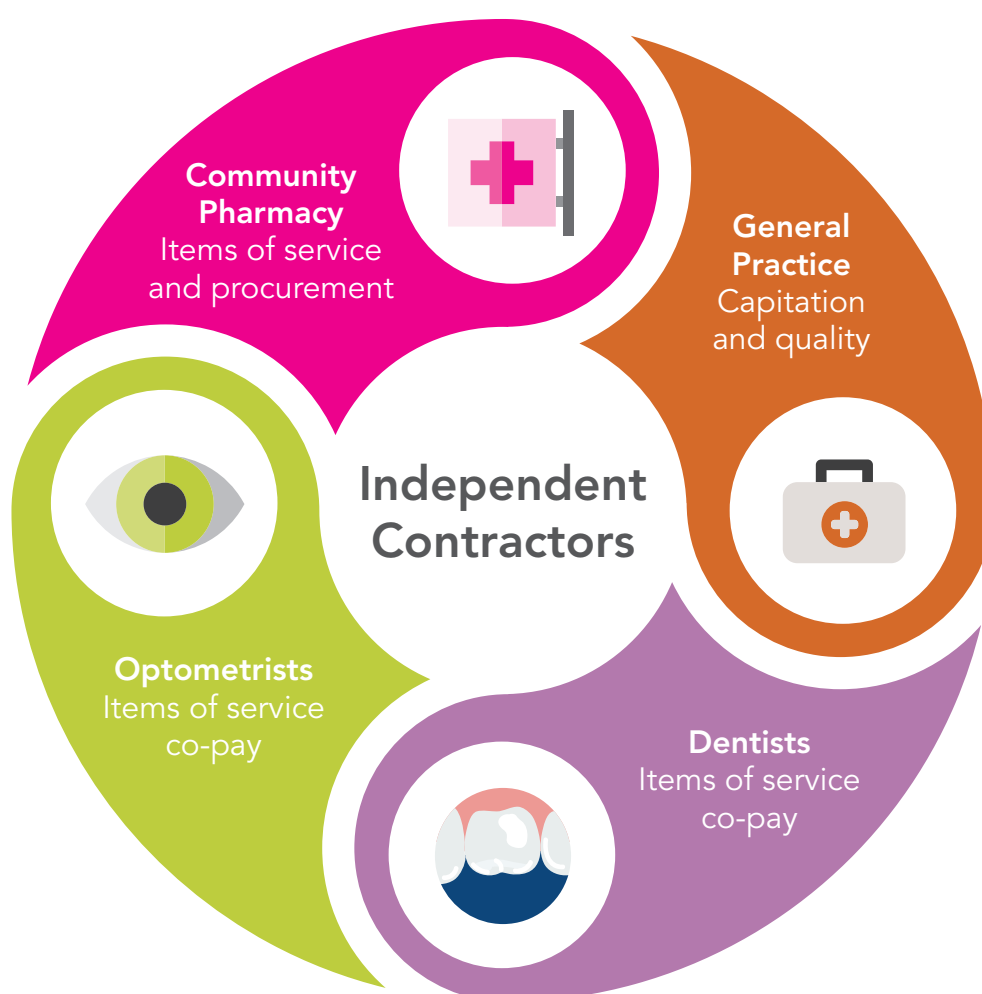 Community
Pharmacy
Items of service
and procurement
General
Practice
Capitation
and quality
Independent
Contractors
Optometrists
Items of service
co-pay
Dentists
Items of service
co-pay